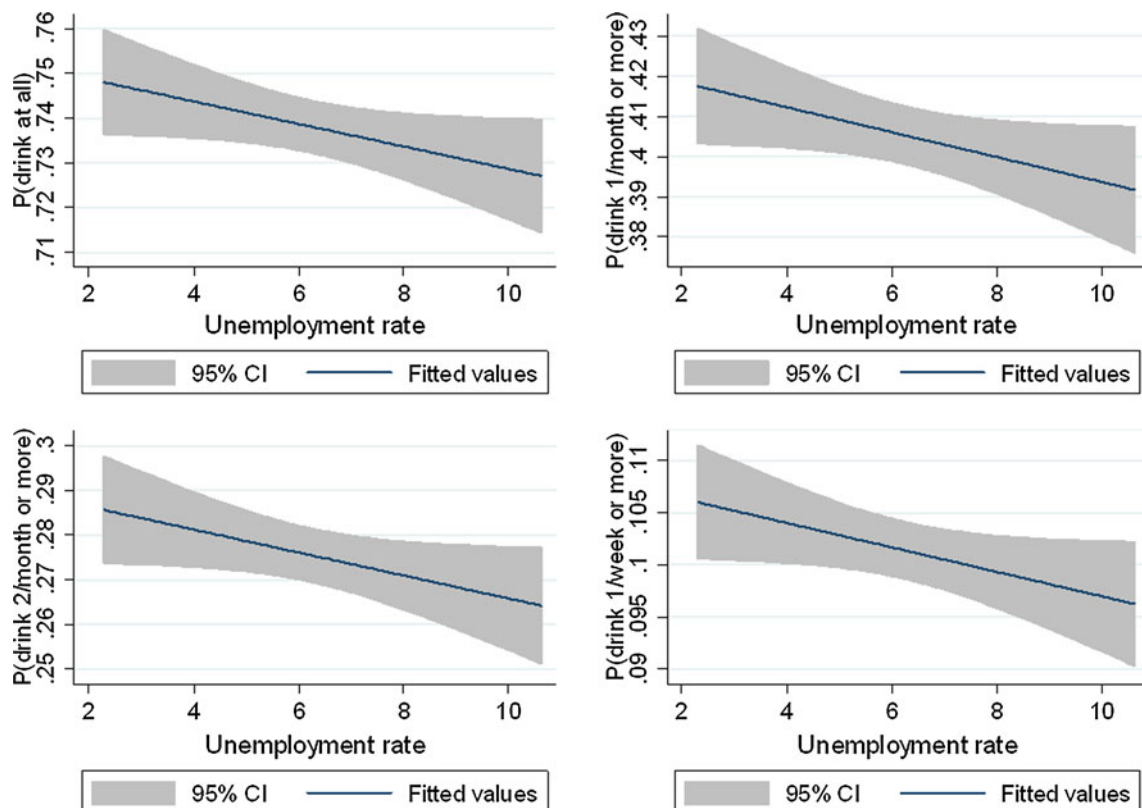 P(drink at all)
.76
.75
.74
.73
.72
.71
2 4 6 8 10
Unemployment rate
95% CI Fitted values
P(drink 1/month or more)
.43
.42
.41
.4
.39
.38
2 4 6 8 10
Unemployment rate
95% CI Fitted values
P(drink 2/month or more)
.3
.29
.28
.27
.26
.25
2 4 6 8 10
Unemployment rate
95% CI Fitted values
P(drink 1/week or more)
.11
.105
.1
.095
.09
2 4 6 8 10
Unemployment rate
95% CI Fitted values